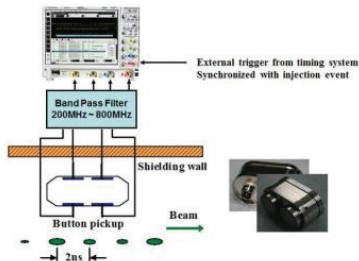 External trigger from timing system
Synchronized with injection event
Band Pass Filter
200MHz ~ 800MHz
Shielding wall
Button pickup
Beam
2ns